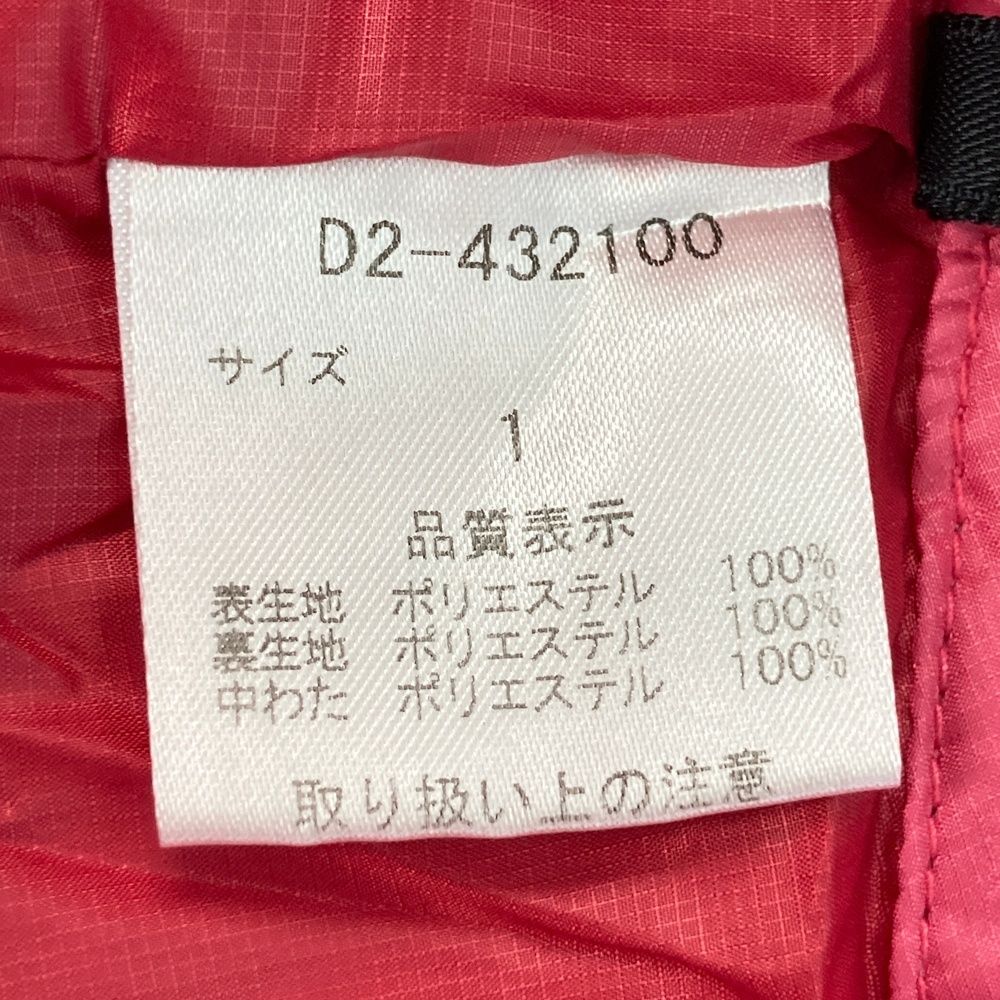 D2-432100
サイズ
1
品質表示
表生地 ポリエステル 100%
裏生地 ポリエステル 100%
中わた ポリエステル 100%
取り扱い上の注意